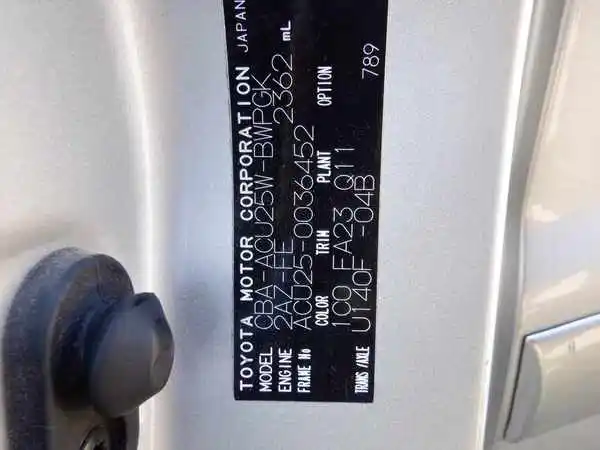 TOYOTA MOTOR CORPORATION JAPAN
MODEL CBA-ACU25W-BWPGK
ENGINE 2AZ-FE 2362 mL
FRAME No ACU25-0036452
COLOR TRIM PLANT OPTION
1C0 FA23 Q11 789
TRANS/AXLE U140F -04B